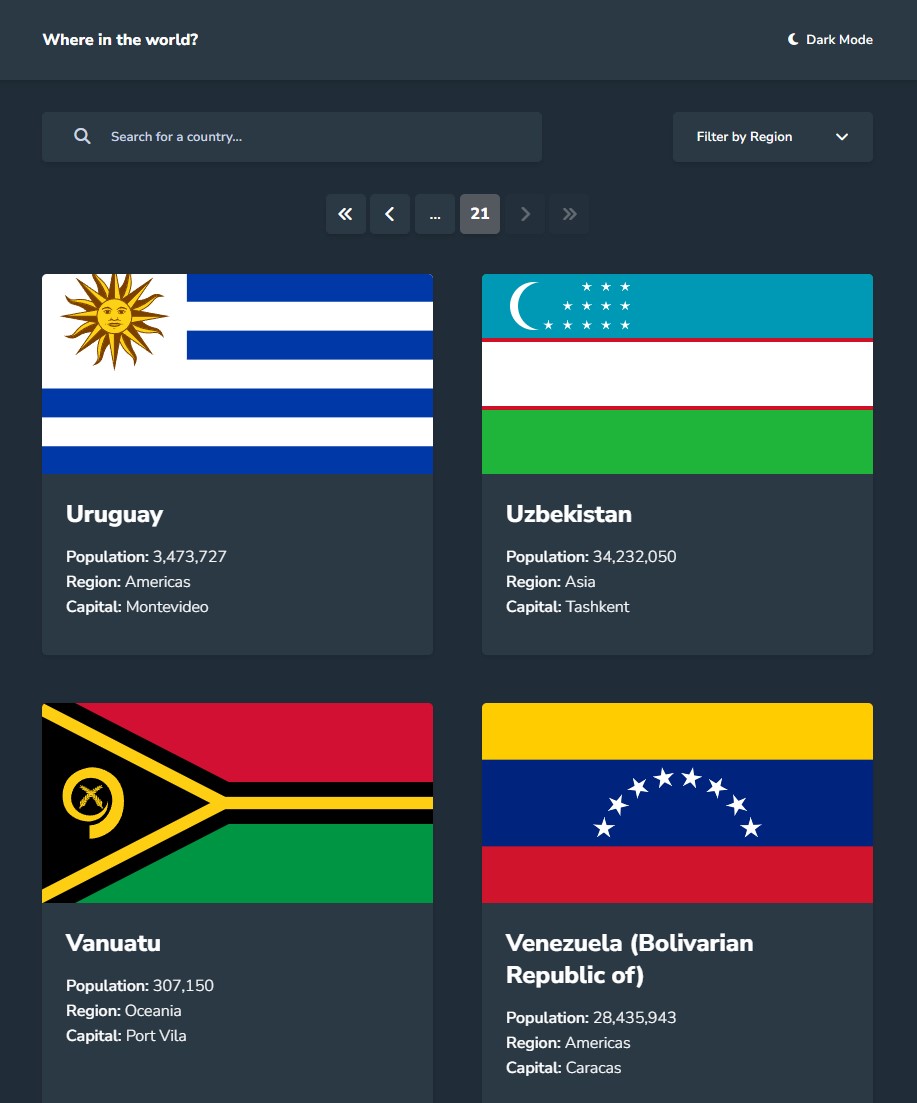 Where in the world?
Dark Mode
Search for a country...
Filter by Region
... 21
Uruguay
Population: 3,473,727
Region: Americas
Capital: Montevideo
Uzbekistan
Population: 34,232,050
Region: Asia
Capital: Tashkent
Vanuatu
Population: 307,150
Region: Oceania
Capital: Port Vila
Venezuela (Bolivarian
Republic of)
Population: 28,435,943
Region: Americas
Capital: Caracas